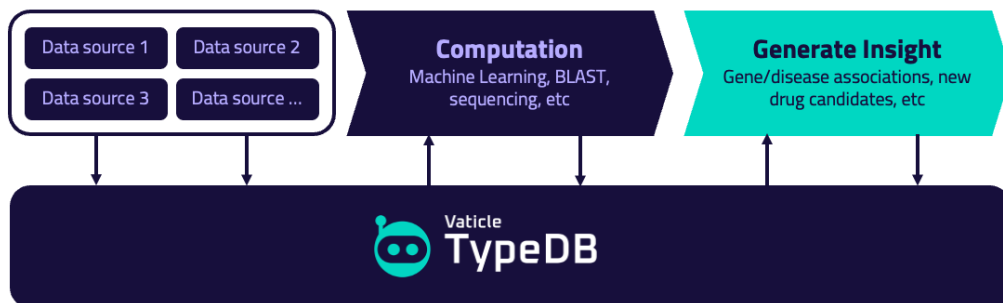 Data source 1
Data source 2
Data source 3
Data source ...
Computation
Machine Learning, BLAST,
sequencing, etc
Generate Insight
Gene/disease associations, new
drug candidates, etc
Vaticle
TypeDB